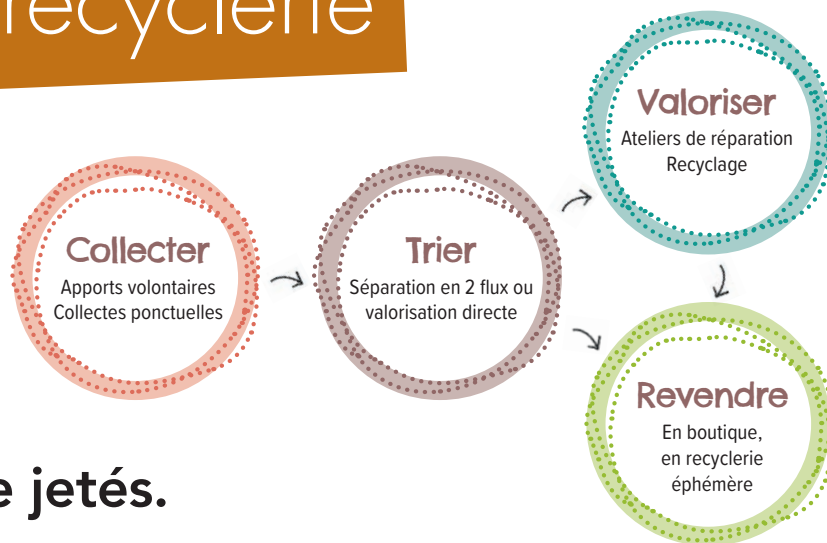 recyclerie
Collecter
Apports volontaires
Collectes ponctuelles
Trier
Séparation en 2 flux ou
valorisation directe
Valoriser
Ateliers de réparation
Recyclage
Revendre
En boutique,
en recyclerie
éphémère
e jetés.